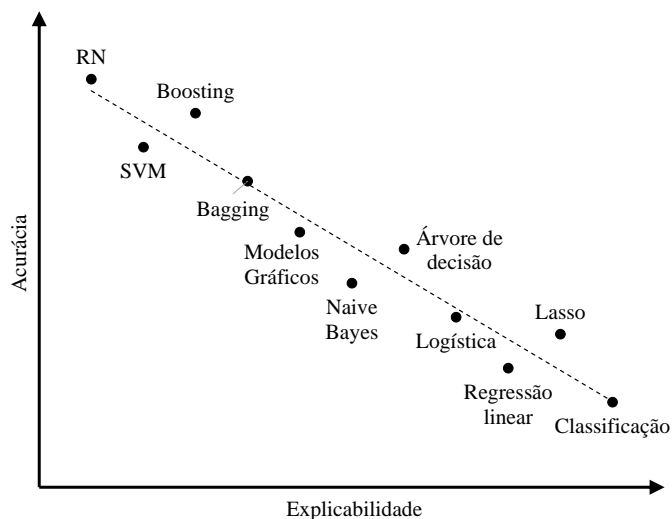 RN
Boosting
SVM
Bagging
Modelos
Gráficos
Árvore de
decisão
Naive
Bayes
Lasso
Logística
Regressão
linear
Classificação
Acurácia
Explicabilidade